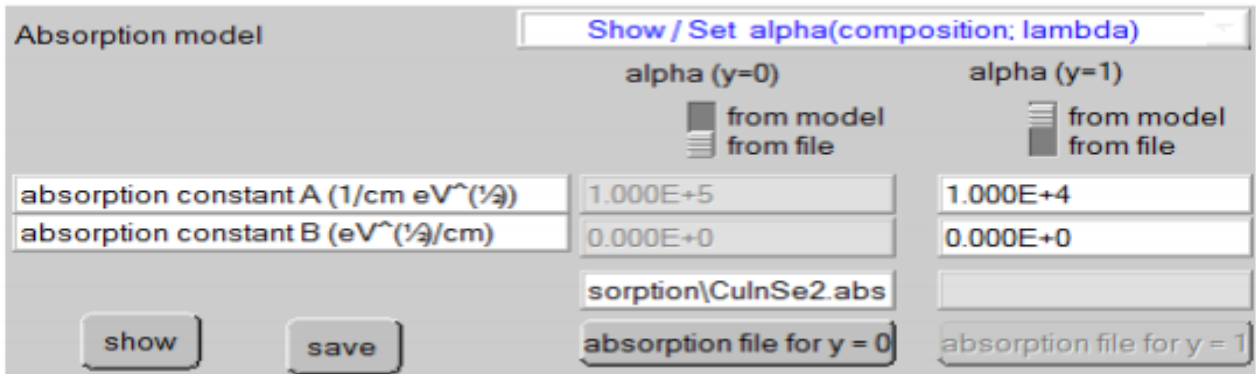 Absorption model
Show / Set alpha(composition; lambda)
alpha (y=0)
alpha (y=1)
from model
from file
from model
from file
absorption constant A (1/cm eV^(½)) 1.000E+5 1.000E+4
absorption constant B (eV^(½)/cm) 0.000E+0 0.000E+0
sorption\CuInSe2.abs
show save absorption file for y = 0 absorption file for y = 1